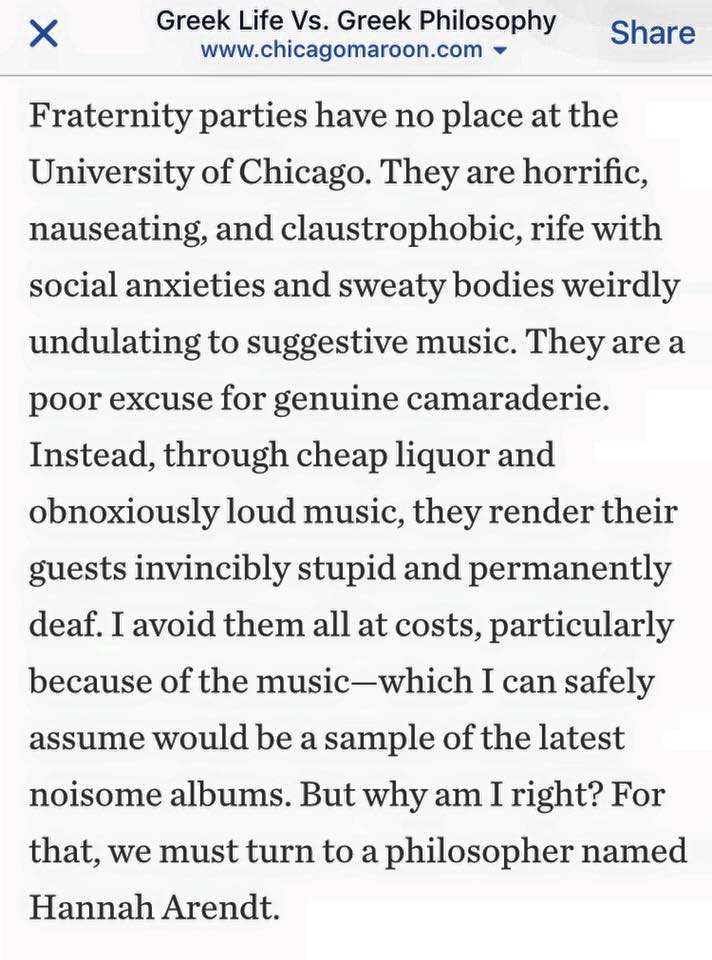 Greek Life Vs. Greek Philosophy
www.chicagomaroon.com
Share
Fraternity parties have no place at the
University of Chicago. They are horrific,
nauseating, and claustrophobic, rife with
social anxieties and sweaty bodies weirdly
undulating to suggestive music. They are a
poor excuse for genuine camaraderie.
Instead, through cheap liquor and
obnoxiously loud music, they render their
guests invincibly stupid and permanently
deaf. I avoid them all at costs, particularly
because of the music—which I can safely
assume would be a sample of the latest
noisome albums. But why am I right? For
that, we must turn to a philosopher named
Hannah Arendt.